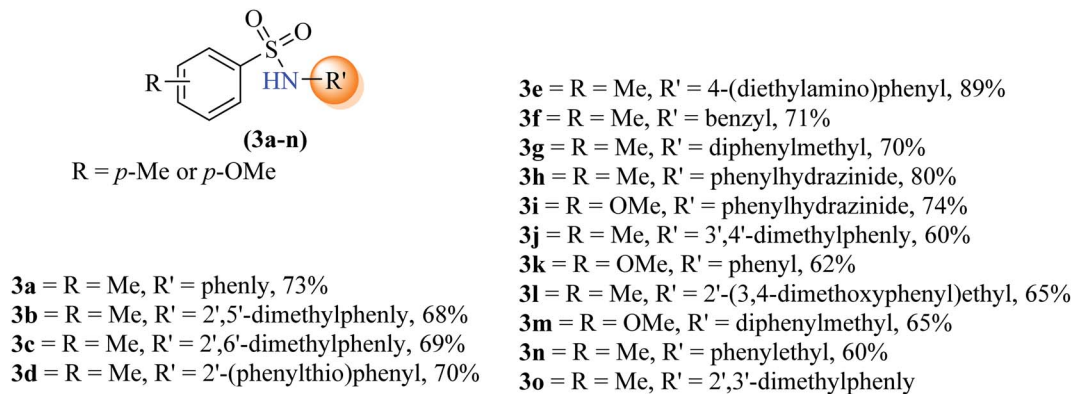 O
O
S
R
HN
R'
(3a-n)
R = p-Me or p-OMe
3a = R = Me, R' = phenly, 73%
3b = R = Me, R' = 2',5'-dimethylphenly, 68%
3c = R = Me, R' = 2',6'-dimethylphenly, 69%
3d = R = Me, R' = 2'-(phenylthio)phenyl, 70%
3e = R = Me, R' = 4-(diethylamino)phenyl, 89%
3f = R = Me, R' = benzyl, 71%
3g = R = Me, R' = diphenylmethyl, 70%
3h = R = Me, R' = phenylhydrazinide, 80%
3i = R = OMe, R' = phenylhydrazinide, 74%
3j = R = Me, R' = 3',4'-dimethylphenly, 60%
3k = R = OMe, R' = phenyl, 62%
3l = R = Me, R' = 2'-(3,4-dimethoxyphenyl)ethyl, 65%
3m = R = OMe, R' = diphenylmethyl, 65%
3n = R = Me, R' = phenylethyl, 60%
3o = R = Me, R' = 2',3'-dimethylphenly